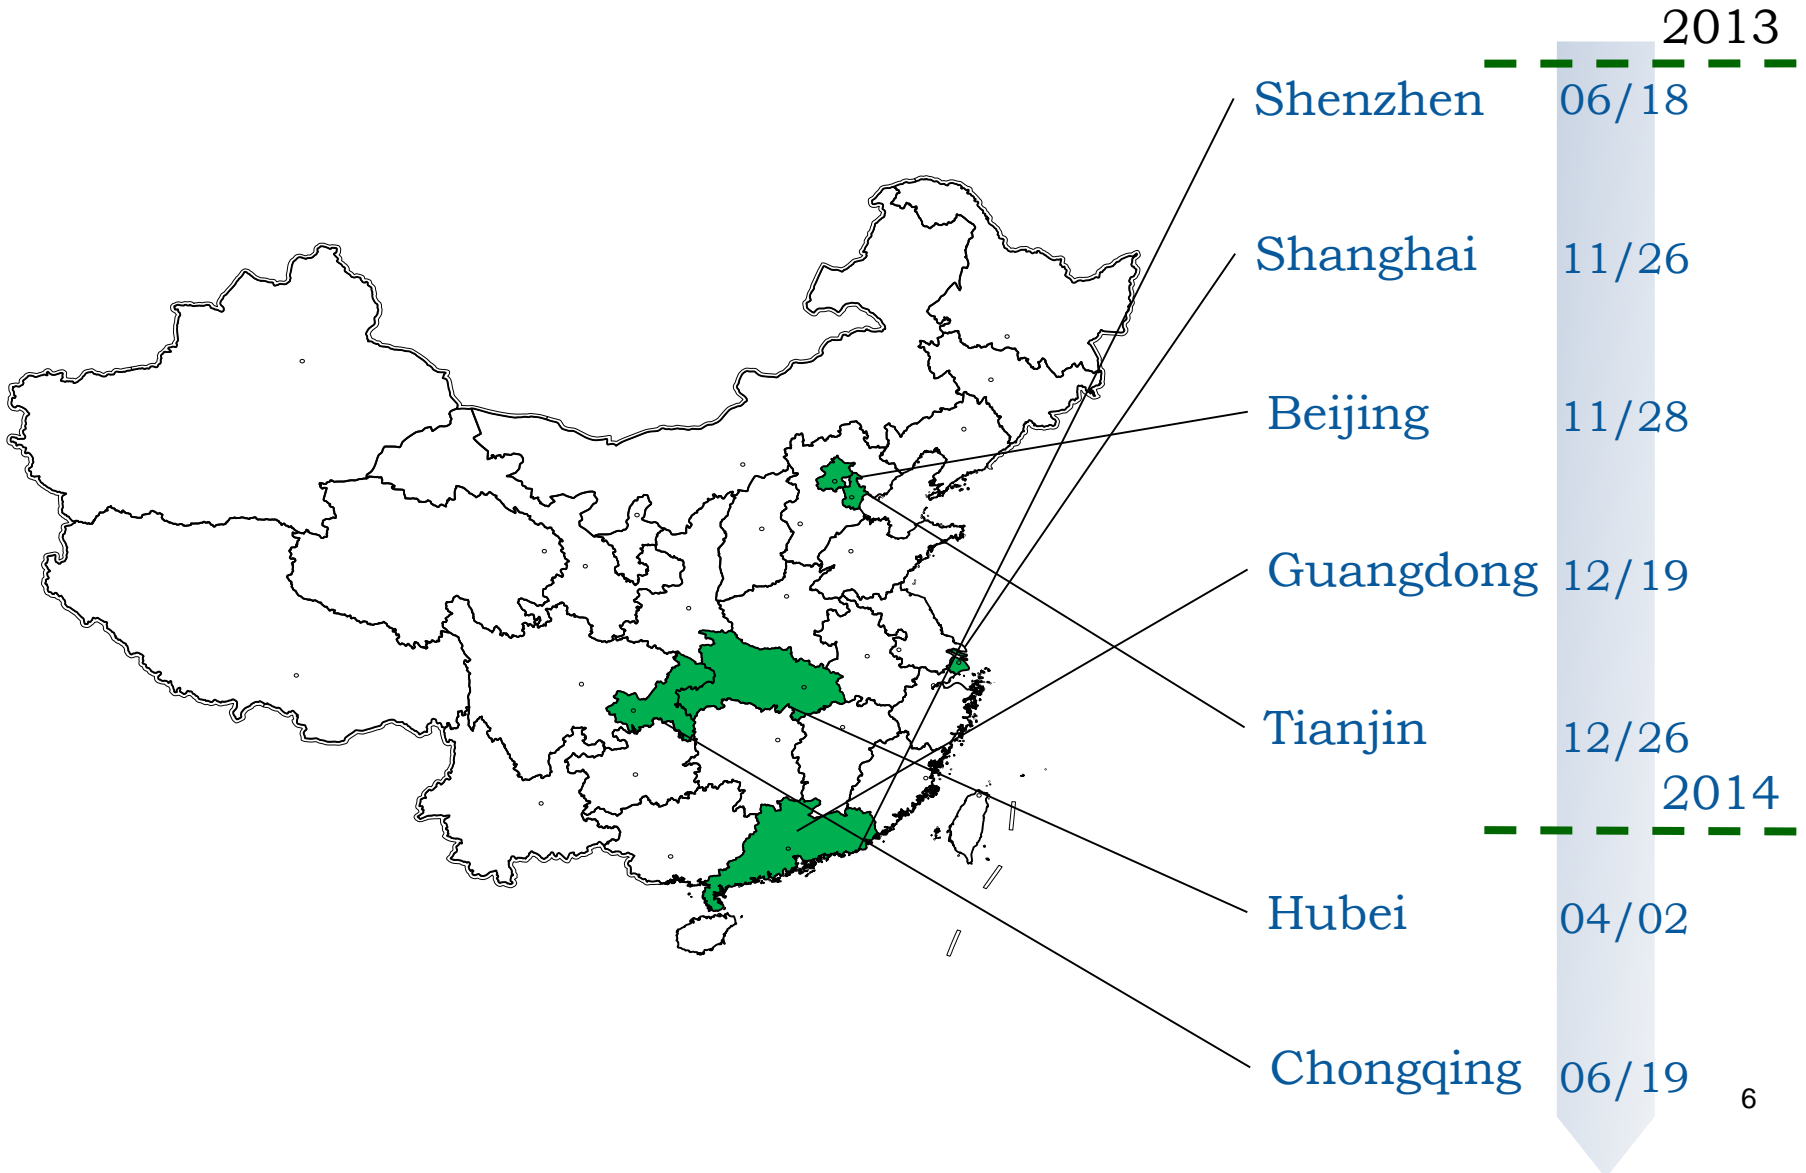 2013
Shenzhen 06/18
Shanghai 11/26
Beijing 11/28
Guangdong 12/19
Tianjin 12/26
2014
Hubei 04/02
Chongqing 06/19
6